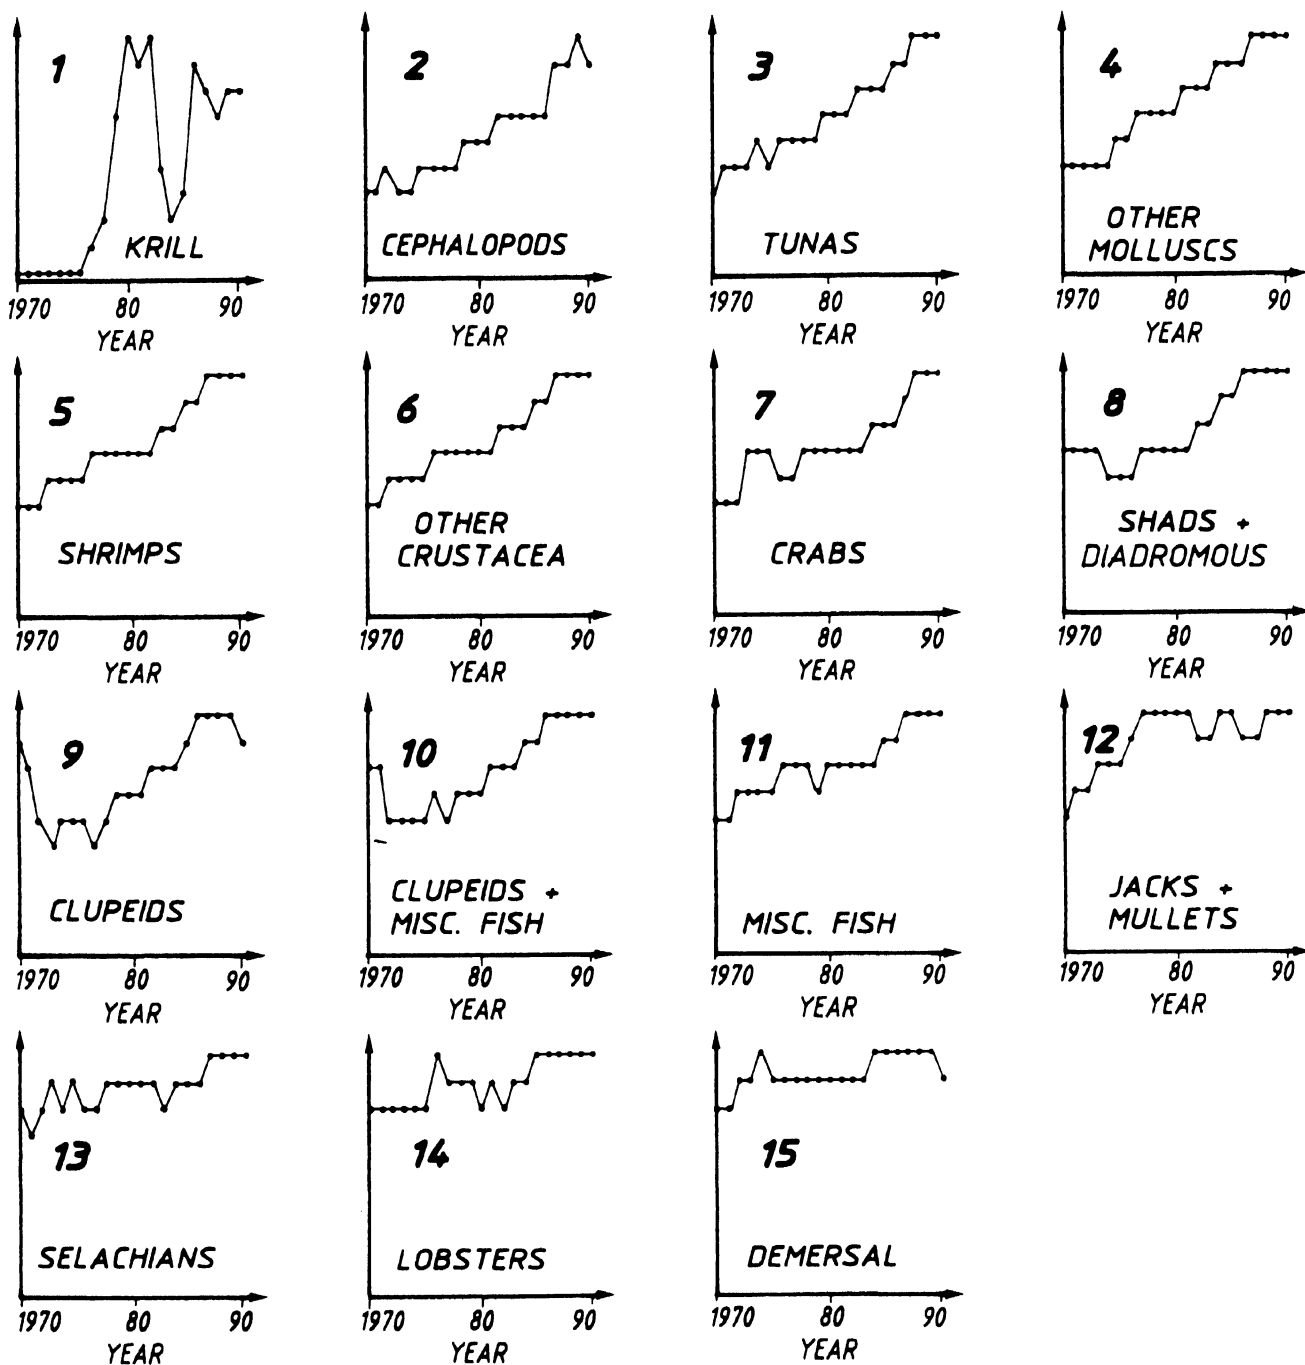 1
KRILL
1970 80 90
YEAR
2
CEPHALOPODS
1970 80 90
YEAR
3
TUNAS
1970 80 90
YEAR
4
OTHER
MOLLUSCS
1970 80 90
YEAR
5
SHRIMPS
1970 80 90
YEAR
6
OTHER
CRUSTACEA
1970 80 90
YEAR
7
CRABS
1970 80 90
YEAR
8
SHADS +
DIADROMOUS
1970 80 90
YEAR
9
CLUPEIDS
1970 80 90
YEAR
10
CLUPEIDS +
MISC. FISH
1970 80 90
YEAR
11
MISC. FISH
1970 80 90
YEAR
12
JACKS +
MULLETS
1970 80 90
YEAR
13
SELACHIANS
1970 80 90
YEAR
14
LOBSTERS
1970 80 90
YEAR
15
DEMERSAL
1970 80 90
YEAR